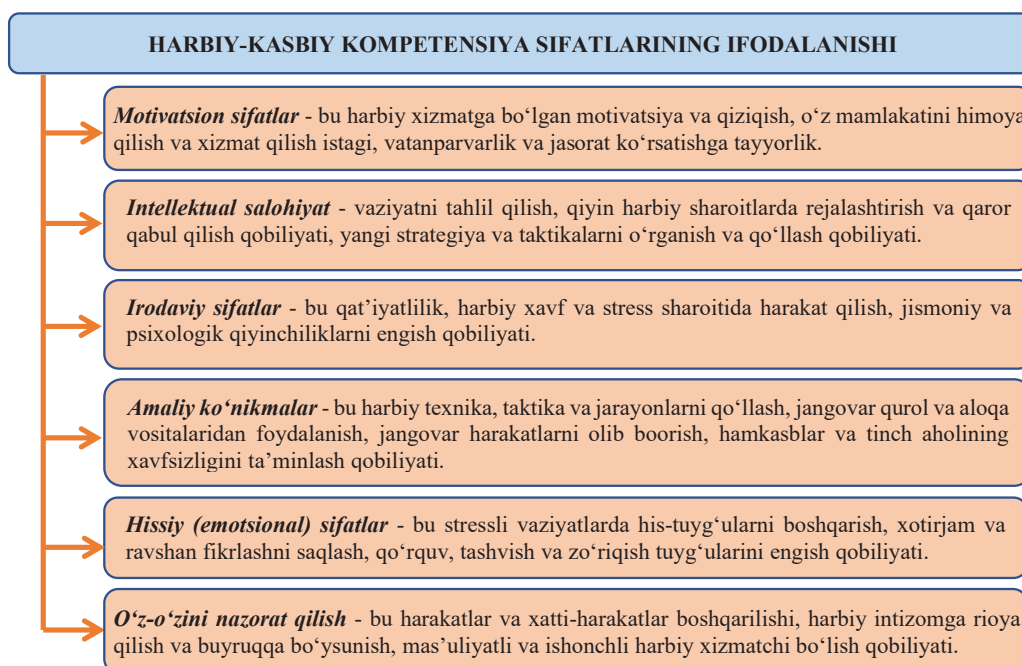 HARBIY-KASBIY KOMPETENSIYA SIFATLARINING IFODALANISHI
Motivatsion sifatlar - bu harbiy xizmatga bo‘lgan motivatsiya va qiziqish, o‘z mamlakatini himoya
qilish va xizmat qilish istagi, vatanparvarlik va jasorat ko‘rsatishga tayyorlik.
Intellektual salohiyat - vaziyatni tahlil qilish, qiyin harbiy sharoitlarda rejalashtirish va qaror
qabul qilish qobiliyati, yangi strategiya va taktikalarni o‘rganish va qo‘llash qobiliyati.
Irodaviy sifatlar - bu qat’iyatlilik, harbiy xavf va stress sharoitida harakat qilish, jismoniy va
psixologik qiyinchiliklarni engish qobiliyati.
Amaliy ko‘nikmalar - bu harbiy texnika, taktika va jarayonlarni qo‘llash, jangovar qurol va aloqa
vositalaridan foydalanish, jangovar harakatlarni olib boorish, hamkasblar va tinch aholining
xavfsizligini ta’minlash qobiliyati.
Hissiy (emotsional) sifatlar - bu stressli vaziyatlarda his-tuyg‘ularni boshqarish, xotirjam va
ravshan fikrlashni saqlash, qo‘rquv, tashvish va zo‘riqish tuyg‘ularini engish qobiliyati.
O‘z-o‘zini nazorat qilish - bu harakatlar va xatti-harakatlar boshqarilishi, harbiy intizomga rioya
qilish va buyruqqa bo‘ysunish, mas’uliyatli va ishonchli harbiy xizmatchi bo‘lish qobiliyati.